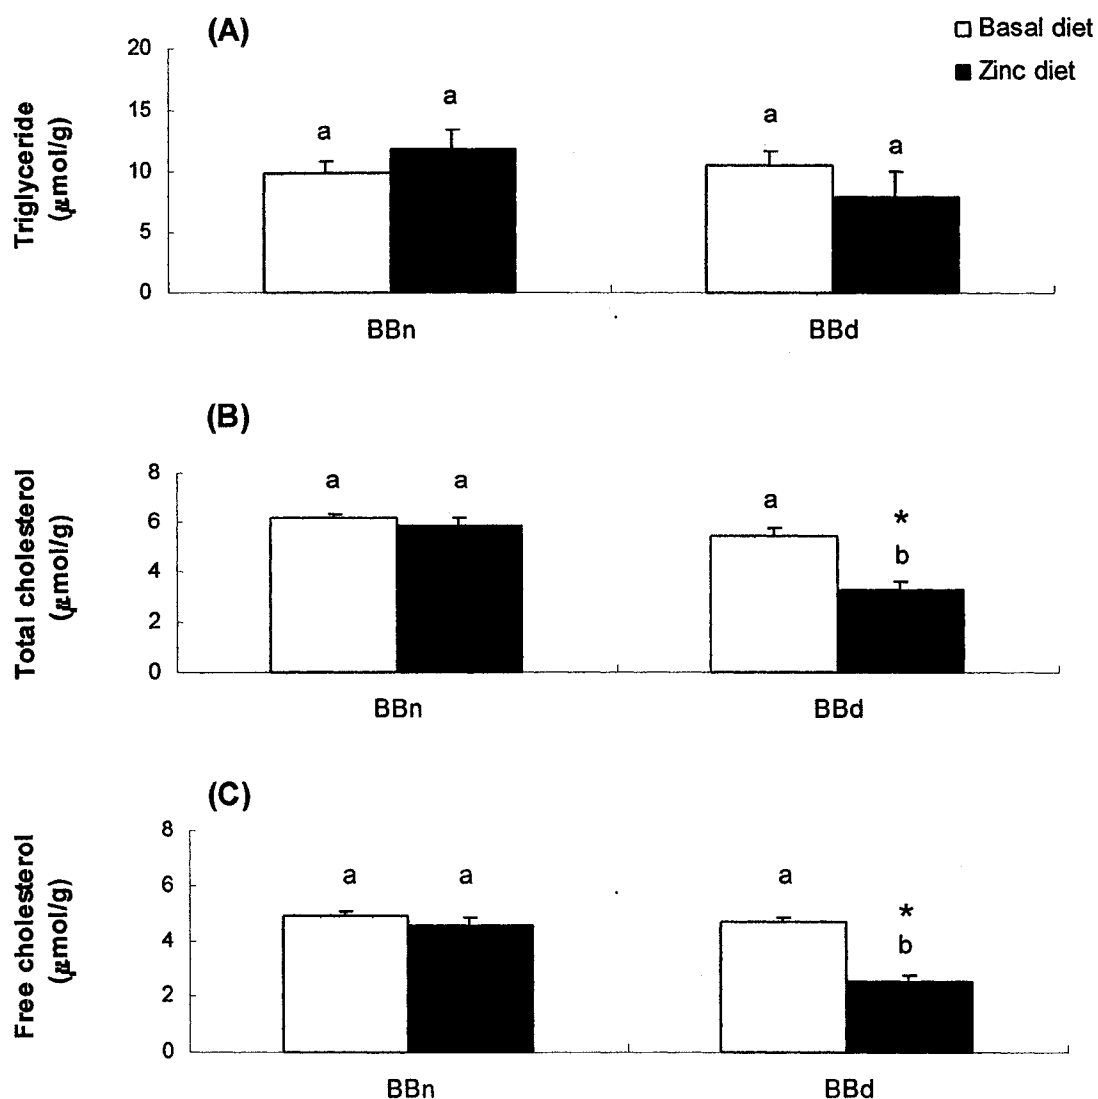 (A)
Basal diet
Zinc diet
Triglyceride
(μmol/g)
20
15
10
5
0
a
a
a
a
BBn
BBd
(B)
Total cholesterol
(μmol/g)
8
6
4
2
0
a
a
a
*
b
BBn
BBd
(C)
Free cholesterol
(μmol/g)
8
6
4
2
0
a
a
a
*
b
BBn
BBd